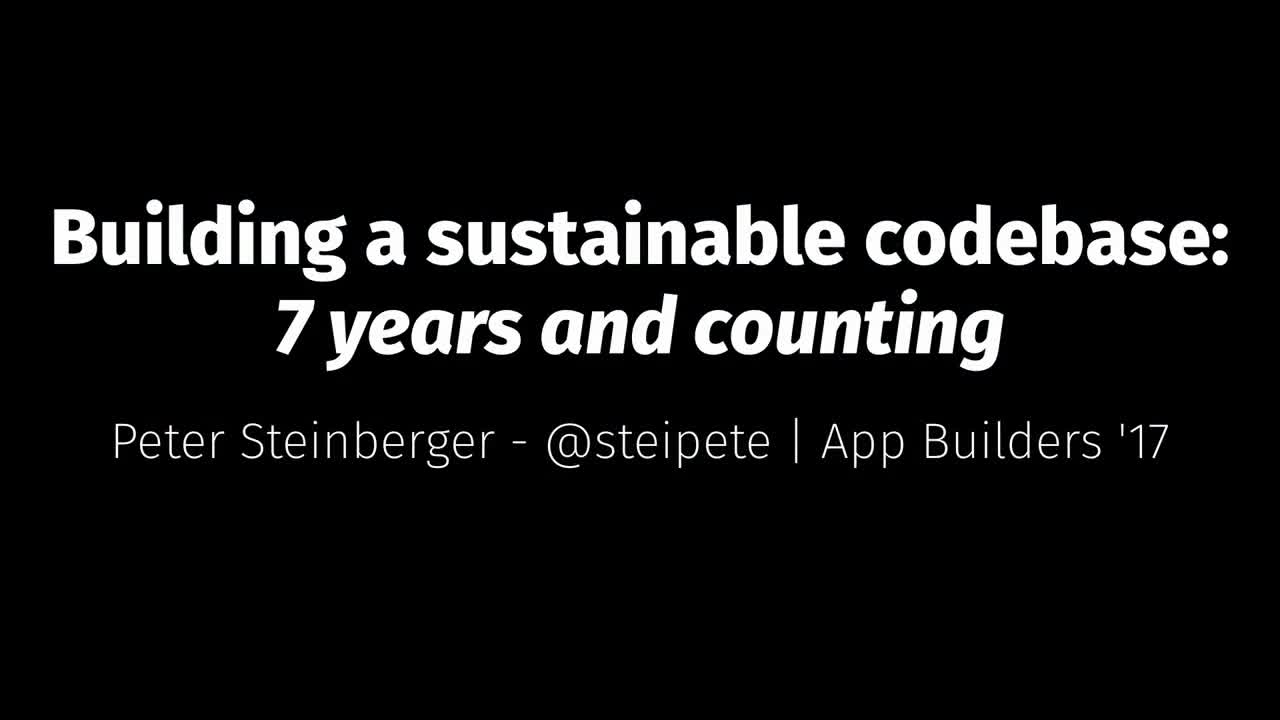 Building a sustainable codebase:
7 years and counting
Peter Steinberger - @steipete | App Builders '17